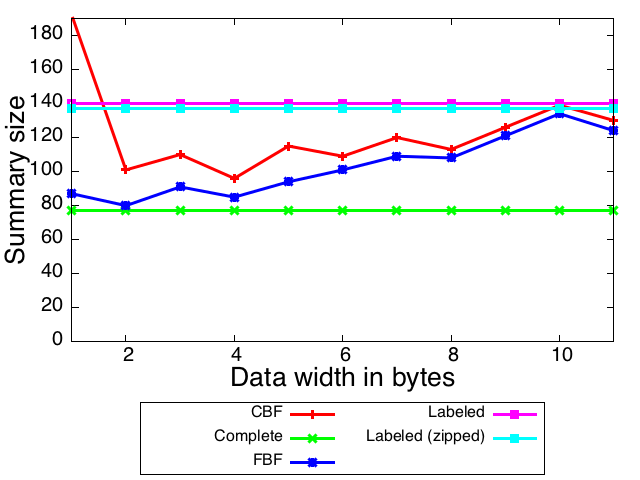 180
160
140
120
100
80
60
40
20
0
Summary size
2 4 6 8 10
Data width in bytes
CBF
Complete
FBF
Labeled
Labeled (zipped)